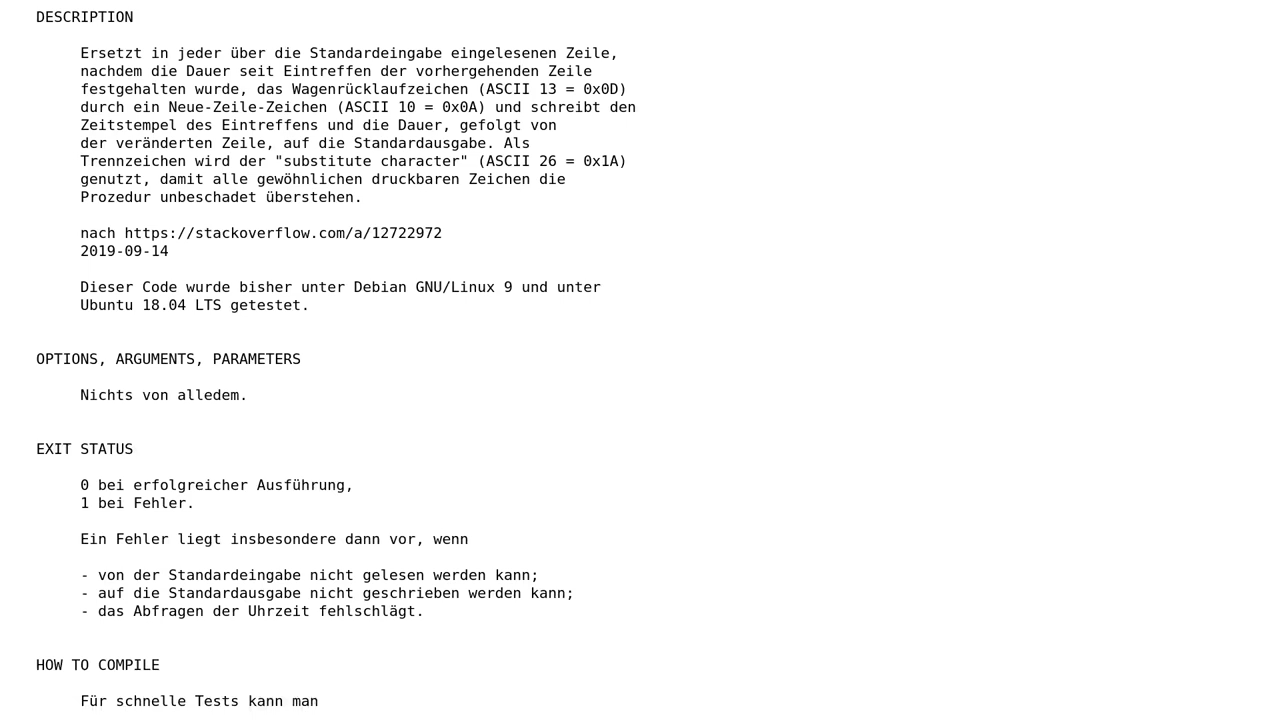 DESCRIPTION
Ersetzt in jeder über die Standardeingabe eingelesenen Zeile,
nachdem die Dauer seit Eintreffen der vorhergehenden Zeile
festgehalten wurde, das Wagenrücklaufzeichen (ASCII 13 = 0x0D)
durch ein Neue-Zeile-Zeichen (ASCII 10 = 0x0A) und schreibt den
Zeitstempel des Eintreffens und die Dauer, gefolgt von
der veränderten Zeile, auf die Standardausgabe. Als
Trennzeichen wird der "substitute character" (ASCII 26 = 0x1A)
genutzt, damit alle gewöhnlichen druckbaren Zeichen die
Prozedur unbeschadet überstehen.
nach https://stackoverflow.com/a/12722972
2019-09-14
Dieser Code wurde bisher unter Debian GNU/Linux 9 und unter
Ubuntu 18.04 LTS getestet.
OPTIONS, ARGUMENTS, PARAMETERS
Nichts von alledem.
EXIT STATUS
0 bei erfolgreicher Ausführung,
1 bei Fehler.
Ein Fehler liegt insbesondere dann vor, wenn
- von der Standardeingabe nicht gelesen werden kann;
- auf die Standardausgabe nicht geschrieben werden kann;
- das Abfragen der Uhrzeit fehlschlägt.
HOW TO COMPILE
Für schnelle Tests kann man